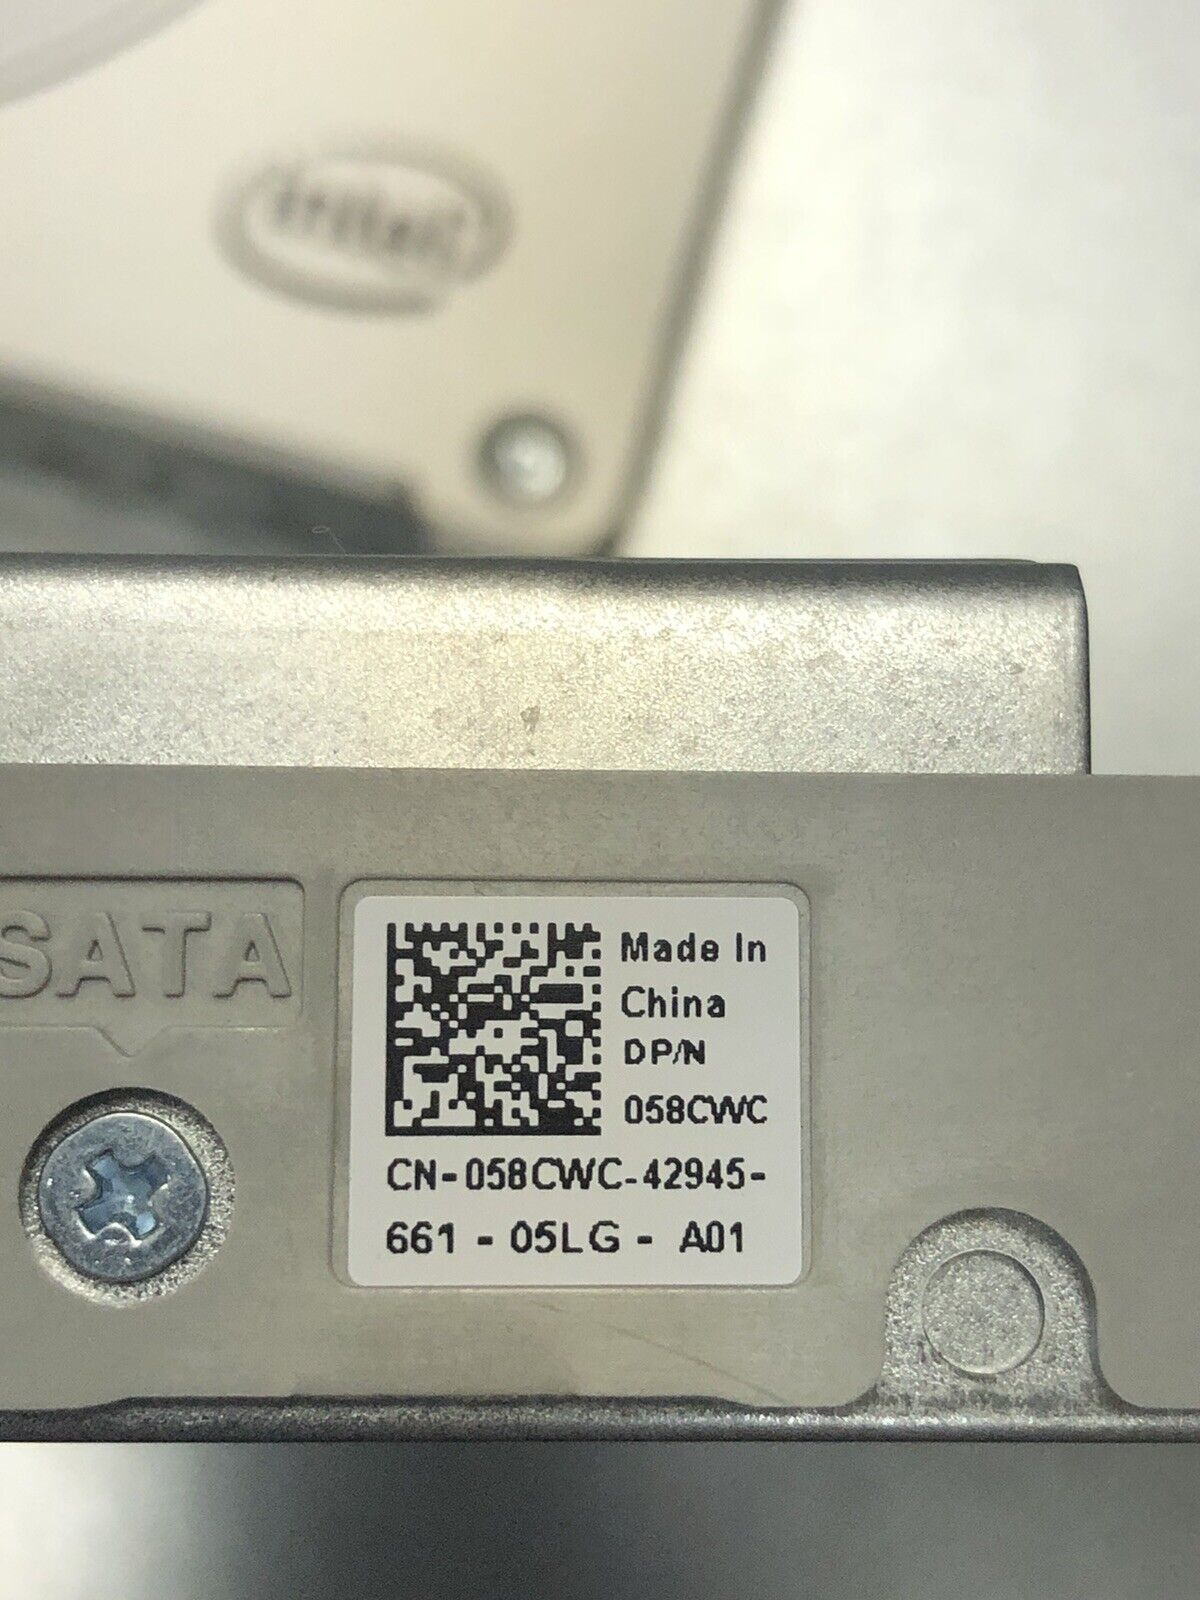 intel
SATA
Made In
China
DP/N
058CWC
CN-058CWC-42945-
661 - 05LG - A01